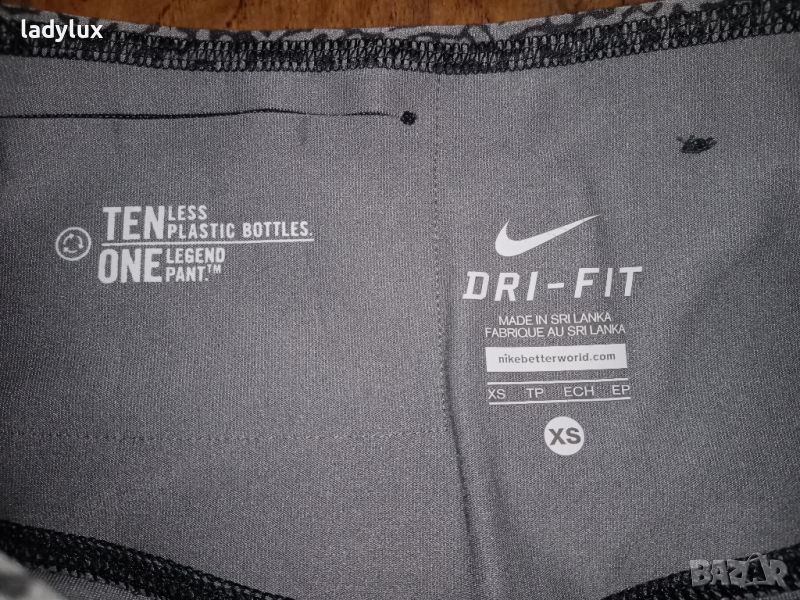 ladylux
TEN LESS
PLASTIC BOTTLES.
ONE LEGEND
PANT.™
DRI-FIT
MADE IN SRI LANKA
FABRIQUE AU SRI LANKA
nikebetterworld.com
XS TP ECH EP
XS
BAZAR